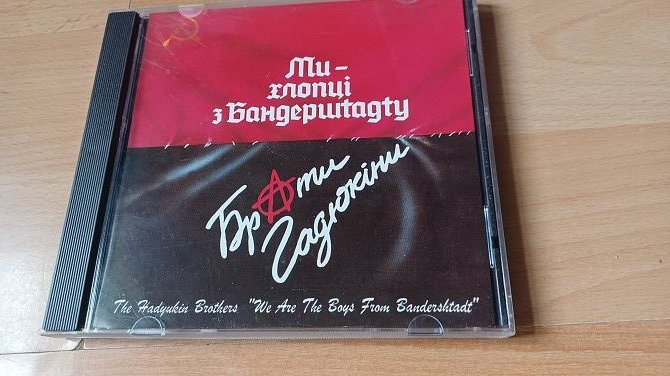 Ми –
хлопці
з Бандерштадту
Брати
Гадюкіни
The Hadyukin Brothers "We Are The Boys From Bandershtadt"